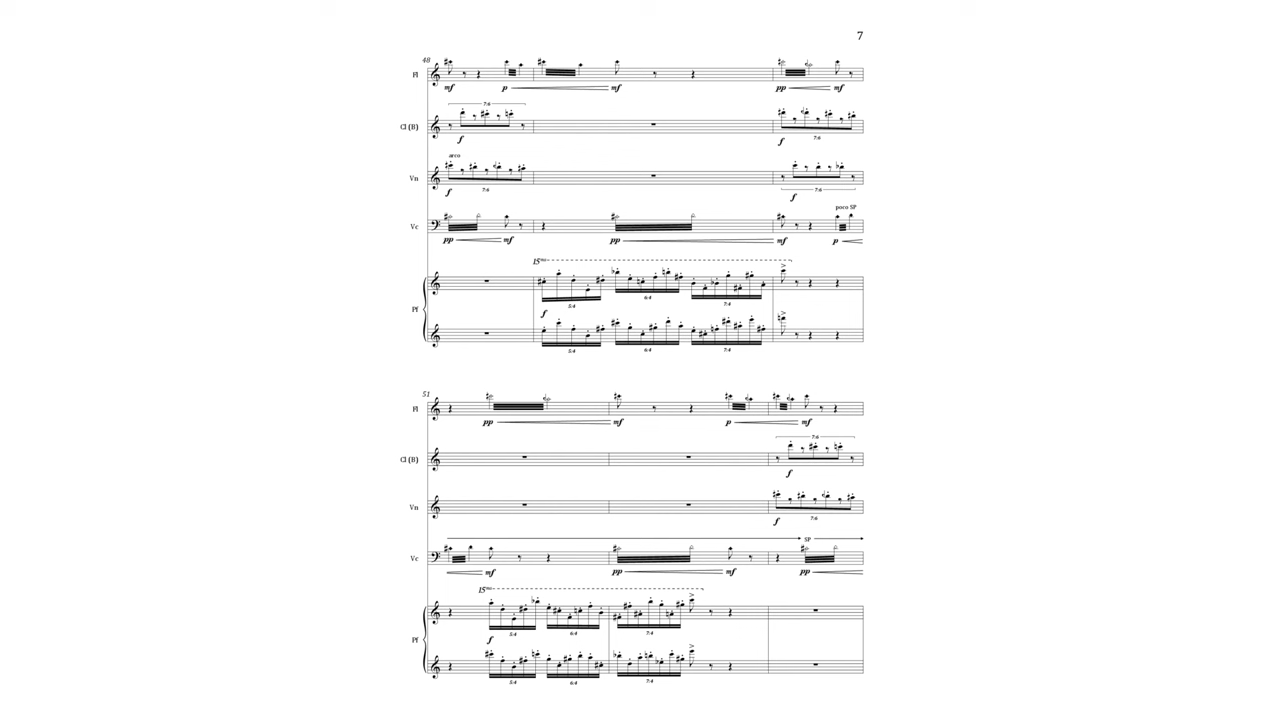 7
48
Fl
mf p mf pp mf
7:6
Cl (B)
f f
7:6
arco
Vn
7:6 7:6
f f
poco SP
Vc
pp mf pp mf p
15ma
5:4 6:4 7:4
Pf
f
5:4 6:4 7:4
51
Fl
pp mf p mf
7:6
Cl (B)
f
Vn
7:6
f
SP
Vc
mf pp mf pp
15ma
5:4 6:4 7:4
Pf
f
5:4 6:4 7:4